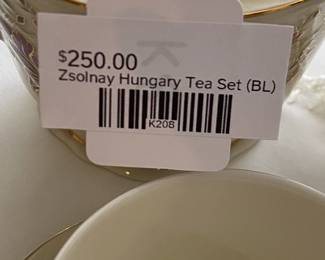 $250.00
Zsolnay Hungary Tea Set (BL)
K208